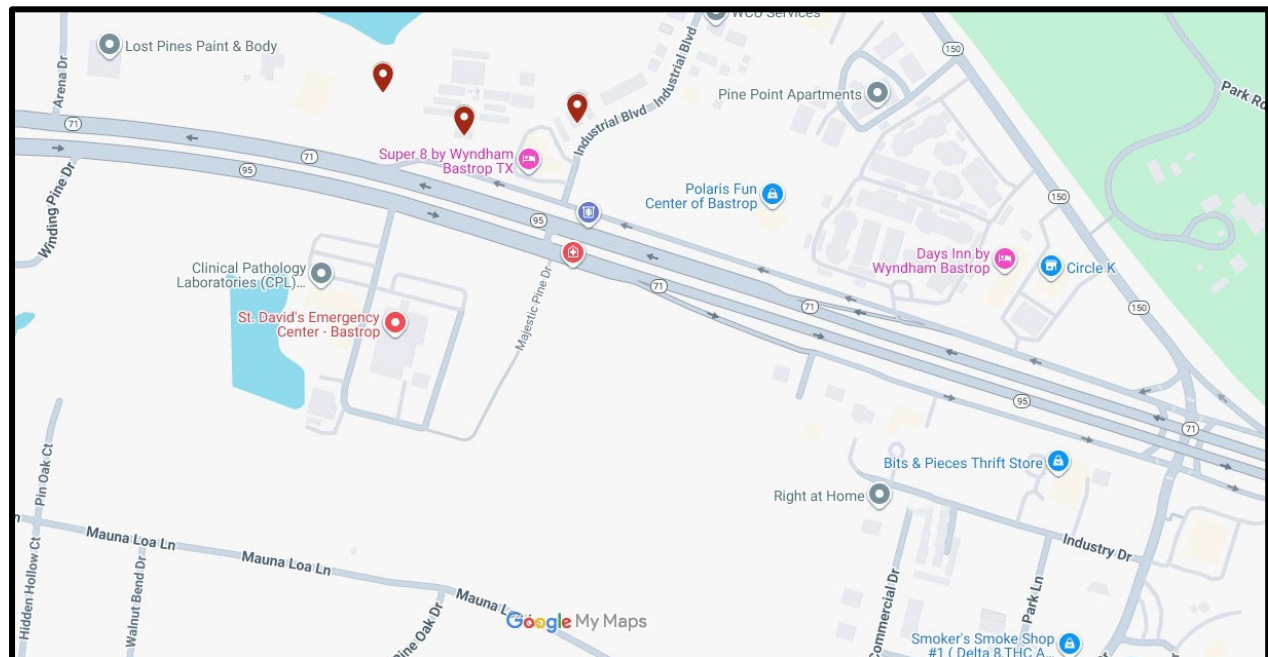 WCU Services
150
Lost Pines Paint & Body
Arena Dr
Industrial Blvd
Industrial Blvd
Pine Point Apartments
Park Rd
71
71
95
71
Super 8 by Wyndham
Bastrop TX
Polaris Fun
Center of Bastrop
150
Winding Pine Dr
95
71
Days Inn by
Wyndham Bastrop
Circle K
Clinical Pathology
Laboratories (CPL)...
Majestic Pine Dr
71
71
150
St. David's Emergency
Center - Bastrop
95
71
Pin Oak Ct
Bits & Pieces Thrift Store
Right at Home
Mauna Loa Ln
Mauna Loa Ln
Industry Dr
Hidden Hollow Ct
Walnut Bend Dr
Pine Oak Dr
Mauna L
Google My Maps
Commercial Dr
Park Ln
Smoker's Smoke Shop
#1 ( Delta 8,THC,A...